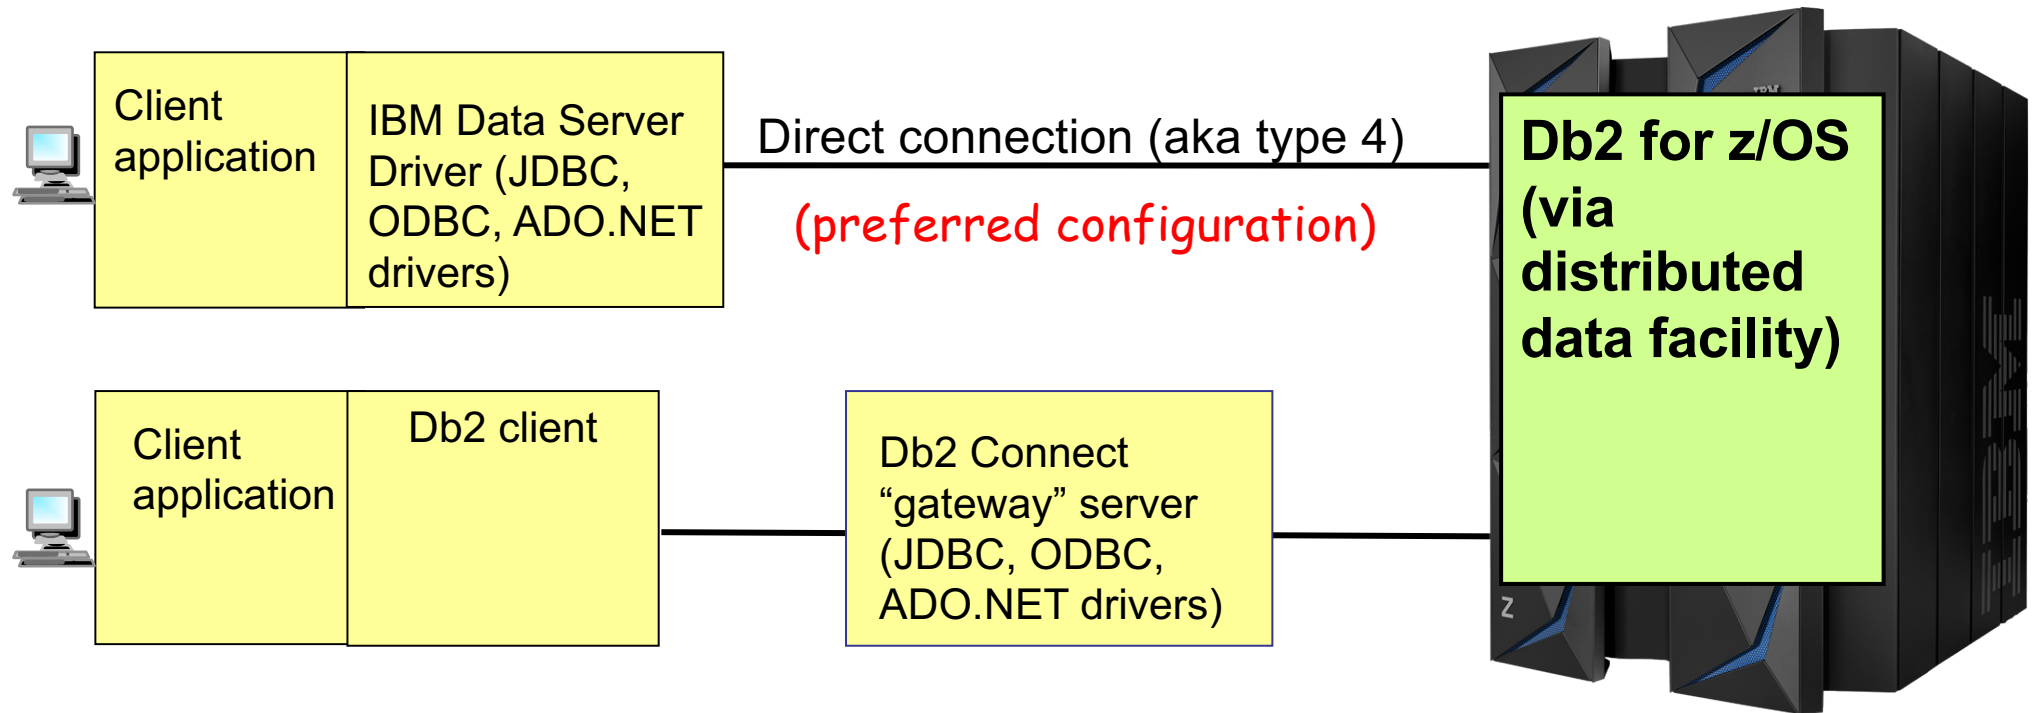 Client
application
IBM Data Server
Driver (JDBC,
ODBC, ADO.NET
drivers)
Direct connection (aka type 4)
(preferred configuration)
IBM
Db2 for z/OS
(via
distributed
data facility)
Client
application
Db2 client
Db2 Connect
“gateway” server
(JDBC, ODBC,
ADO.NET drivers)
Z
IBM